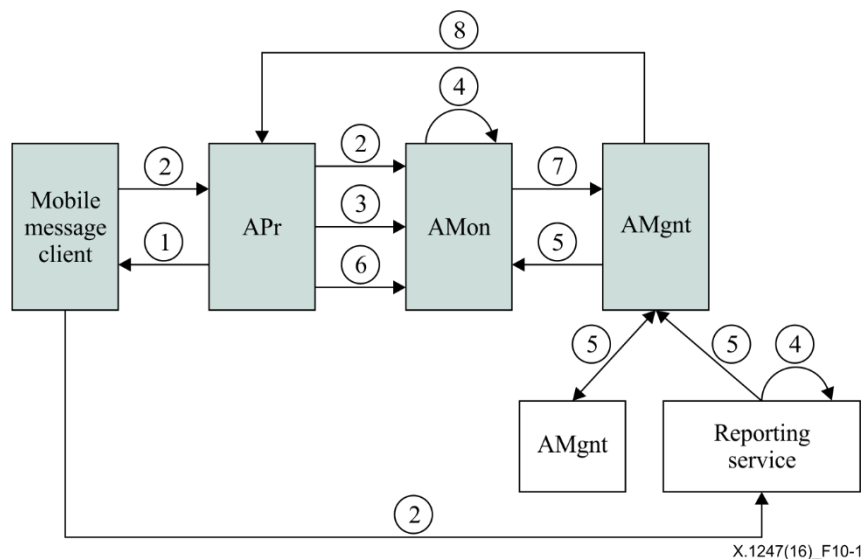 8
4
2
2
7
Mobile
message
client
APr
3
AMon
AMgnt
1
5
6
5
5
4
AMgnt
Reporting
service
2
X.1247(16)_F10-1